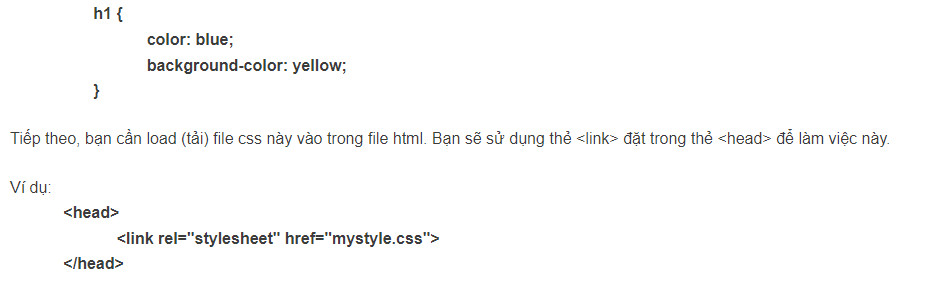 h1 {
color: blue;
background-color: yellow;
}
Tiếp theo, bạn cần load (tải) file css này vào trong file html. Bạn sẽ sử dụng thẻ <link> đặt trong thẻ <head> để làm việc này.
Ví dụ:
<head>
<link rel="stylesheet" href="mystyle.css">
</head>